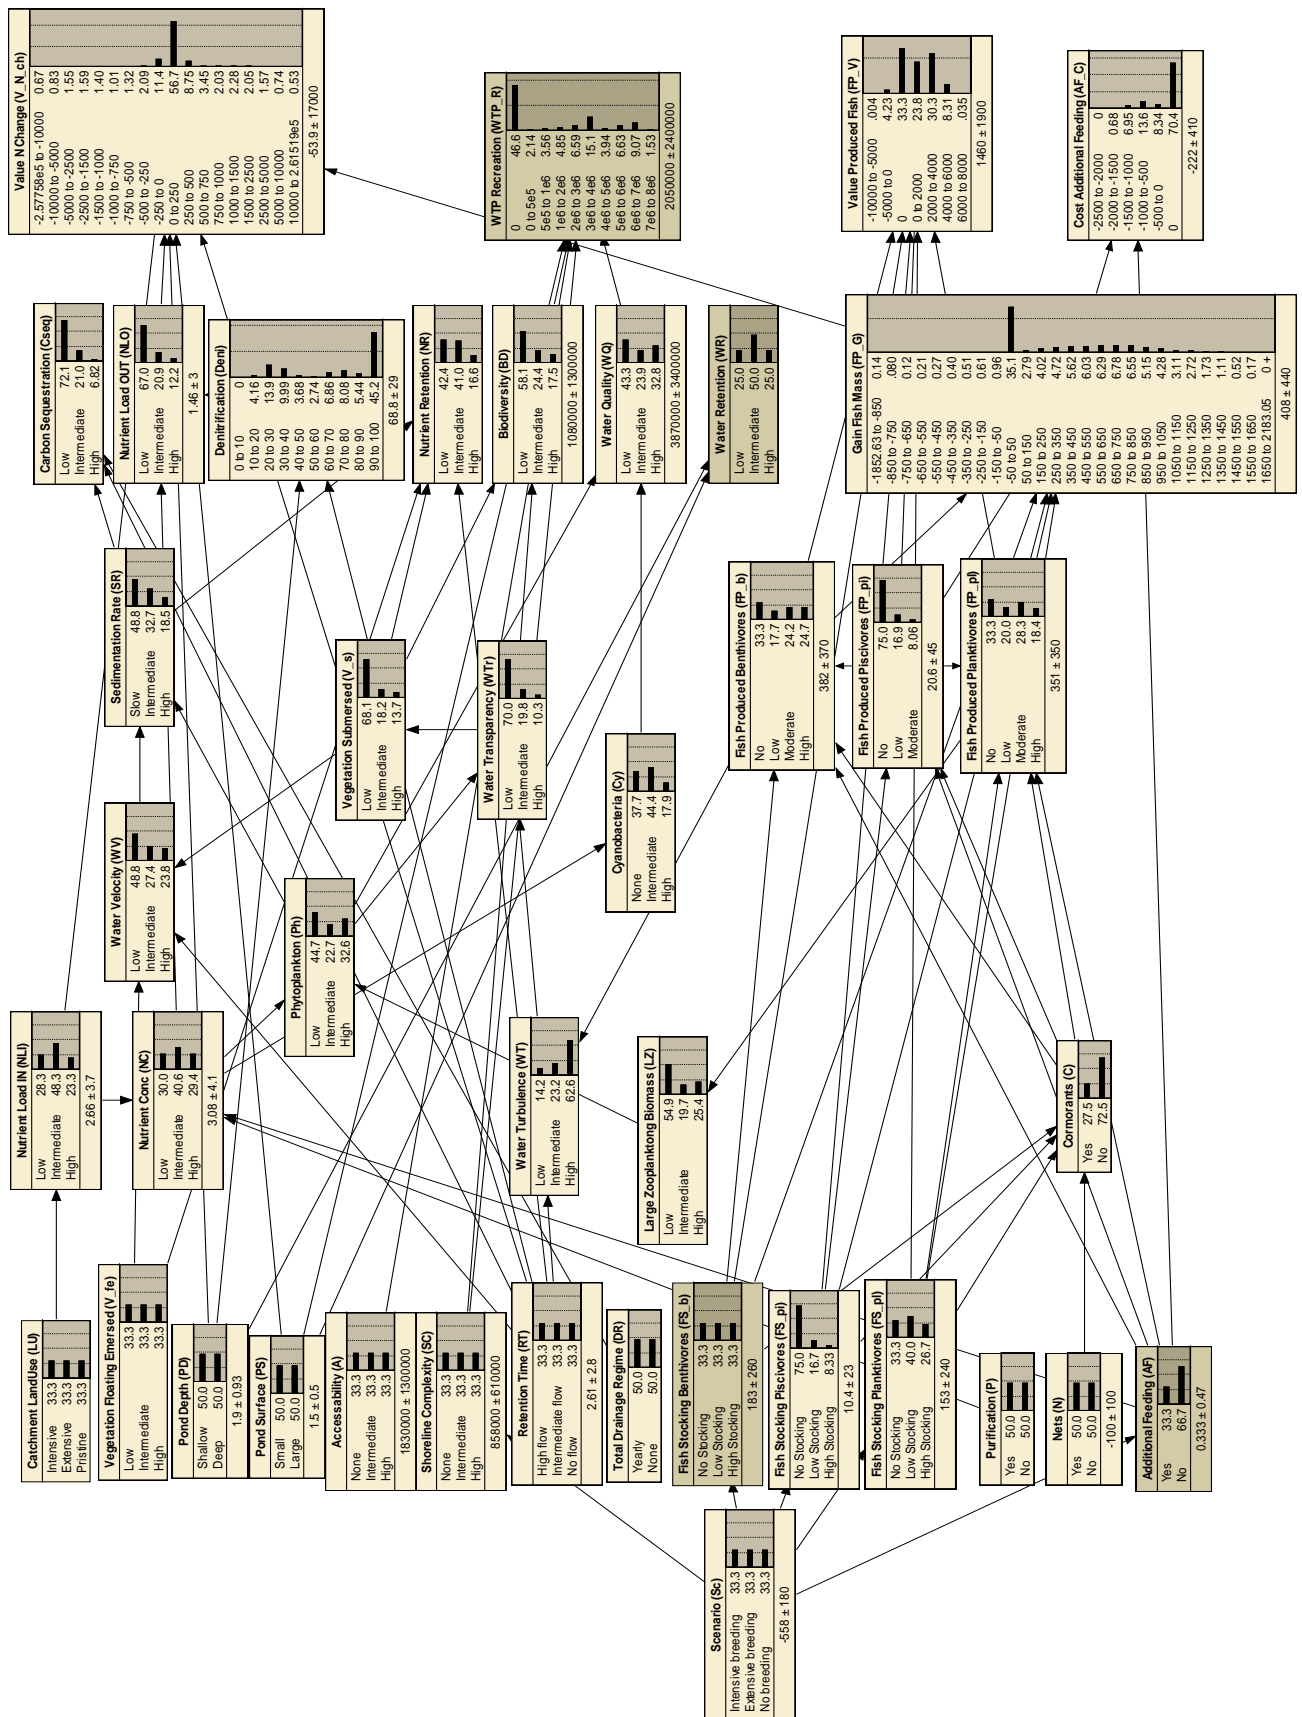 Value N Change (V_N_ch)
-2.57758e5 to -10000 0.67
-10000 to -5000 0.83
-5000 to -2500 1.55
-2500 to -1500 1.59
-1500 to -1000 1.40
-1000 to -750 1.01
-750 to -500 1.32
-500 to -250 2.09
-250 to 0 11.4
0 to 250 56.7
250 to 500 8.75
500 to 750 3.45
750 to 1000 2.03
1000 to 1500 2.28
1500 to 2500 2.05
2500 to 5000 1.57
5000 to 10000 0.74
10000 to 2.61519e5 0.53
-53.9 ± 17000
WTP Recreation (WTP_R)
0 46.6
0 to 5e5 2.14
5e5 to 1e6 3.56
1e6 to 2e6 4.85
2e6 to 3e6 6.59
3e6 to 4e6 15.1
4e6 to 5e6 3.94
5e6 to 6e6 6.63
6e6 to 7e6 9.07
7e6 to 8e6 1.53
2050000 ± 2400000
Value Produced Fish (FP_V)
-10000 to -5000 .004
-5000 to 0 4.23
0 33.3
0 to 2000 23.8
2000 to 4000 30.3
4000 to 6000 8.31
6000 to 8000 .035
1460 ± 1900
Cost Additional Feeding (AF_C)
-2500 to -2000 0
-2000 to -1500 0.68
-1500 to -1000 6.95
-1000 to -500 13.6
-500 to 0 8.34
0 70.4
-222 ± 410
Carbon Sequestration (Cseq)
Low 72.1
Intermediate 21.0
High 6.82
Nutrient Load OUT (NLO)
Low 67.0
Intermediate 20.9
High 12.2
1.46 ± 3
Denitrification (Deni)
0 to 10 0
10 to 20 4.16
20 to 30 13.9
30 to 40 9.99
40 to 50 3.68
50 to 60 2.74
60 to 70 6.86
70 to 80 8.08
80 to 90 5.44
90 to 100 45.2
68.8 ± 29
Nutrient Retention (NR)
Low 42.4
Intermediate 41.0
High 16.6
Biodiversity (BD)
Low 58.1
Intermediate 24.4
High 17.5
1080000 ± 1300000
Water Quality (WQ)
Low 43.3
Intermediate 23.9
High 32.8
3870000 ± 3400000
Water Retention (WR)
Low 25.0
Intermediate 50.0
High 25.0
Gain Fish Mass (FP_G)
-1852.63 to -850 0.14
-850 to -750 .080
-750 to -650 0.12
-650 to -550 0.21
-550 to -450 0.27
-450 to -350 0.40
-350 to -250 0.51
-250 to -150 0.61
-150 to -50 0.96
-50 to 50 35.1
50 to 150 2.79
150 to 250 4.02
250 to 350 4.72
350 to 450 5.62
450 to 550 6.03
550 to 650 6.29
650 to 750 6.78
750 to 850 6.55
850 to 950 5.15
950 to 1050 4.28
1050 to 1150 3.11
1150 to 1250 2.72
1250 to 1350 1.73
1350 to 1450 1.11
1450 to 1550 0.52
1550 to 1650 0.17
1650 to 2183.05 0 +
408 ± 440
Sedimentation Rate (SR)
Slow 48.8
Intermediate 32.7
High 18.5
Vegetation Submersed (V_s)
Low 68.1
Intermediate 18.2
High 13.7
Water Transparency (WTr)
Low 70.0
Intermediate 19.8
High 10.3
Fish Produced Benthivores (FP_b)
No 33.3
Low 17.7
Moderate 24.2
High 24.7
382 ± 370
Fish Produced Piscivores (FP_pi)
No 75.0
Low 16.9
Moderate 8.06
20.6 ± 45
Fish Produced Planktivores (FP_pl)
No 33.3
Low 20.0
Moderate 28.3
High 18.4
351 ± 350
Water Velocity (WV)
Low 48.8
Intermediate 27.4
High 23.8
Phytoplankton (Ph)
Low 44.7
Intermediate 22.7
High 32.6
Cyanobacteria (Cy)
None 37.7
Intermediate 44.4
High 17.9
Nutrient Load IN (NLI)
Low 28.3
Intermediate 48.3
High 23.3
2.66 ± 3.7
Nutrient Conc (NC)
Low 30.0
Intermediate 40.6
High 29.4
3.08 ± 4.1
Water Turbulence (WT)
Low 14.2
Intermediate 23.2
High 62.6
Large Zooplanktong Biomass (LZ)
Low 54.9
Intermediate 19.7
High 25.4
Cormorants (C)
Yes 27.5
No 72.5
Catchment LandUse (LU)
Intensive 33.3
Extensive 33.3
Pristine 33.3
Vegetation Floating Emersed (V_fe)
Low 33.3
Intermediate 33.3
High 33.3
Pond Depth (PD)
Shallow 50.0
Deep 50.0
1.9 ± 0.93
Pond Surface (PS)
Small 50.0
Large 50.0
1.5 ± 0.5
Accessability (A)
None 33.3
Intermediate 33.3
High 33.3
1830000 ± 1300000
Shoreline Complexity (SC)
None 33.3
Intermediate 33.3
High 33.3
858000 ± 610000
Retention Time (RT)
High flow 33.3
Intermediate flow 33.3
No flow 33.3
2.61 ± 2.8
Total Drainage Regime (DR)
Yearly 50.0
None 50.0
Fish Stocking Benthivores (FS_b)
No Stocking 33.3
Low Stocking 33.3
High Stocking 33.3
183 ± 260
Fish Stocking Piscivores (FS_pi)
No Stocking 75.0
Low Stocking 16.7
High Stocking 8.33
10.4 ± 23
Fish Stocking Planktivores (FS_pl)
No Stocking 33.3
Low Stocking 40.0
High Stocking 26.7
153 ± 240
Purification (P)
Yes 50.0
No 50.0
Nets (N)
Yes 50.0
No 50.0
-100 ± 100
Additional Feeding (AF)
Yes 33.3
No 66.7
0.333 ± 0.47
Scenario (Sc)
Intensive breeding 33.3
Extensive breeding 33.3
No breeding 33.3
-558 ± 180